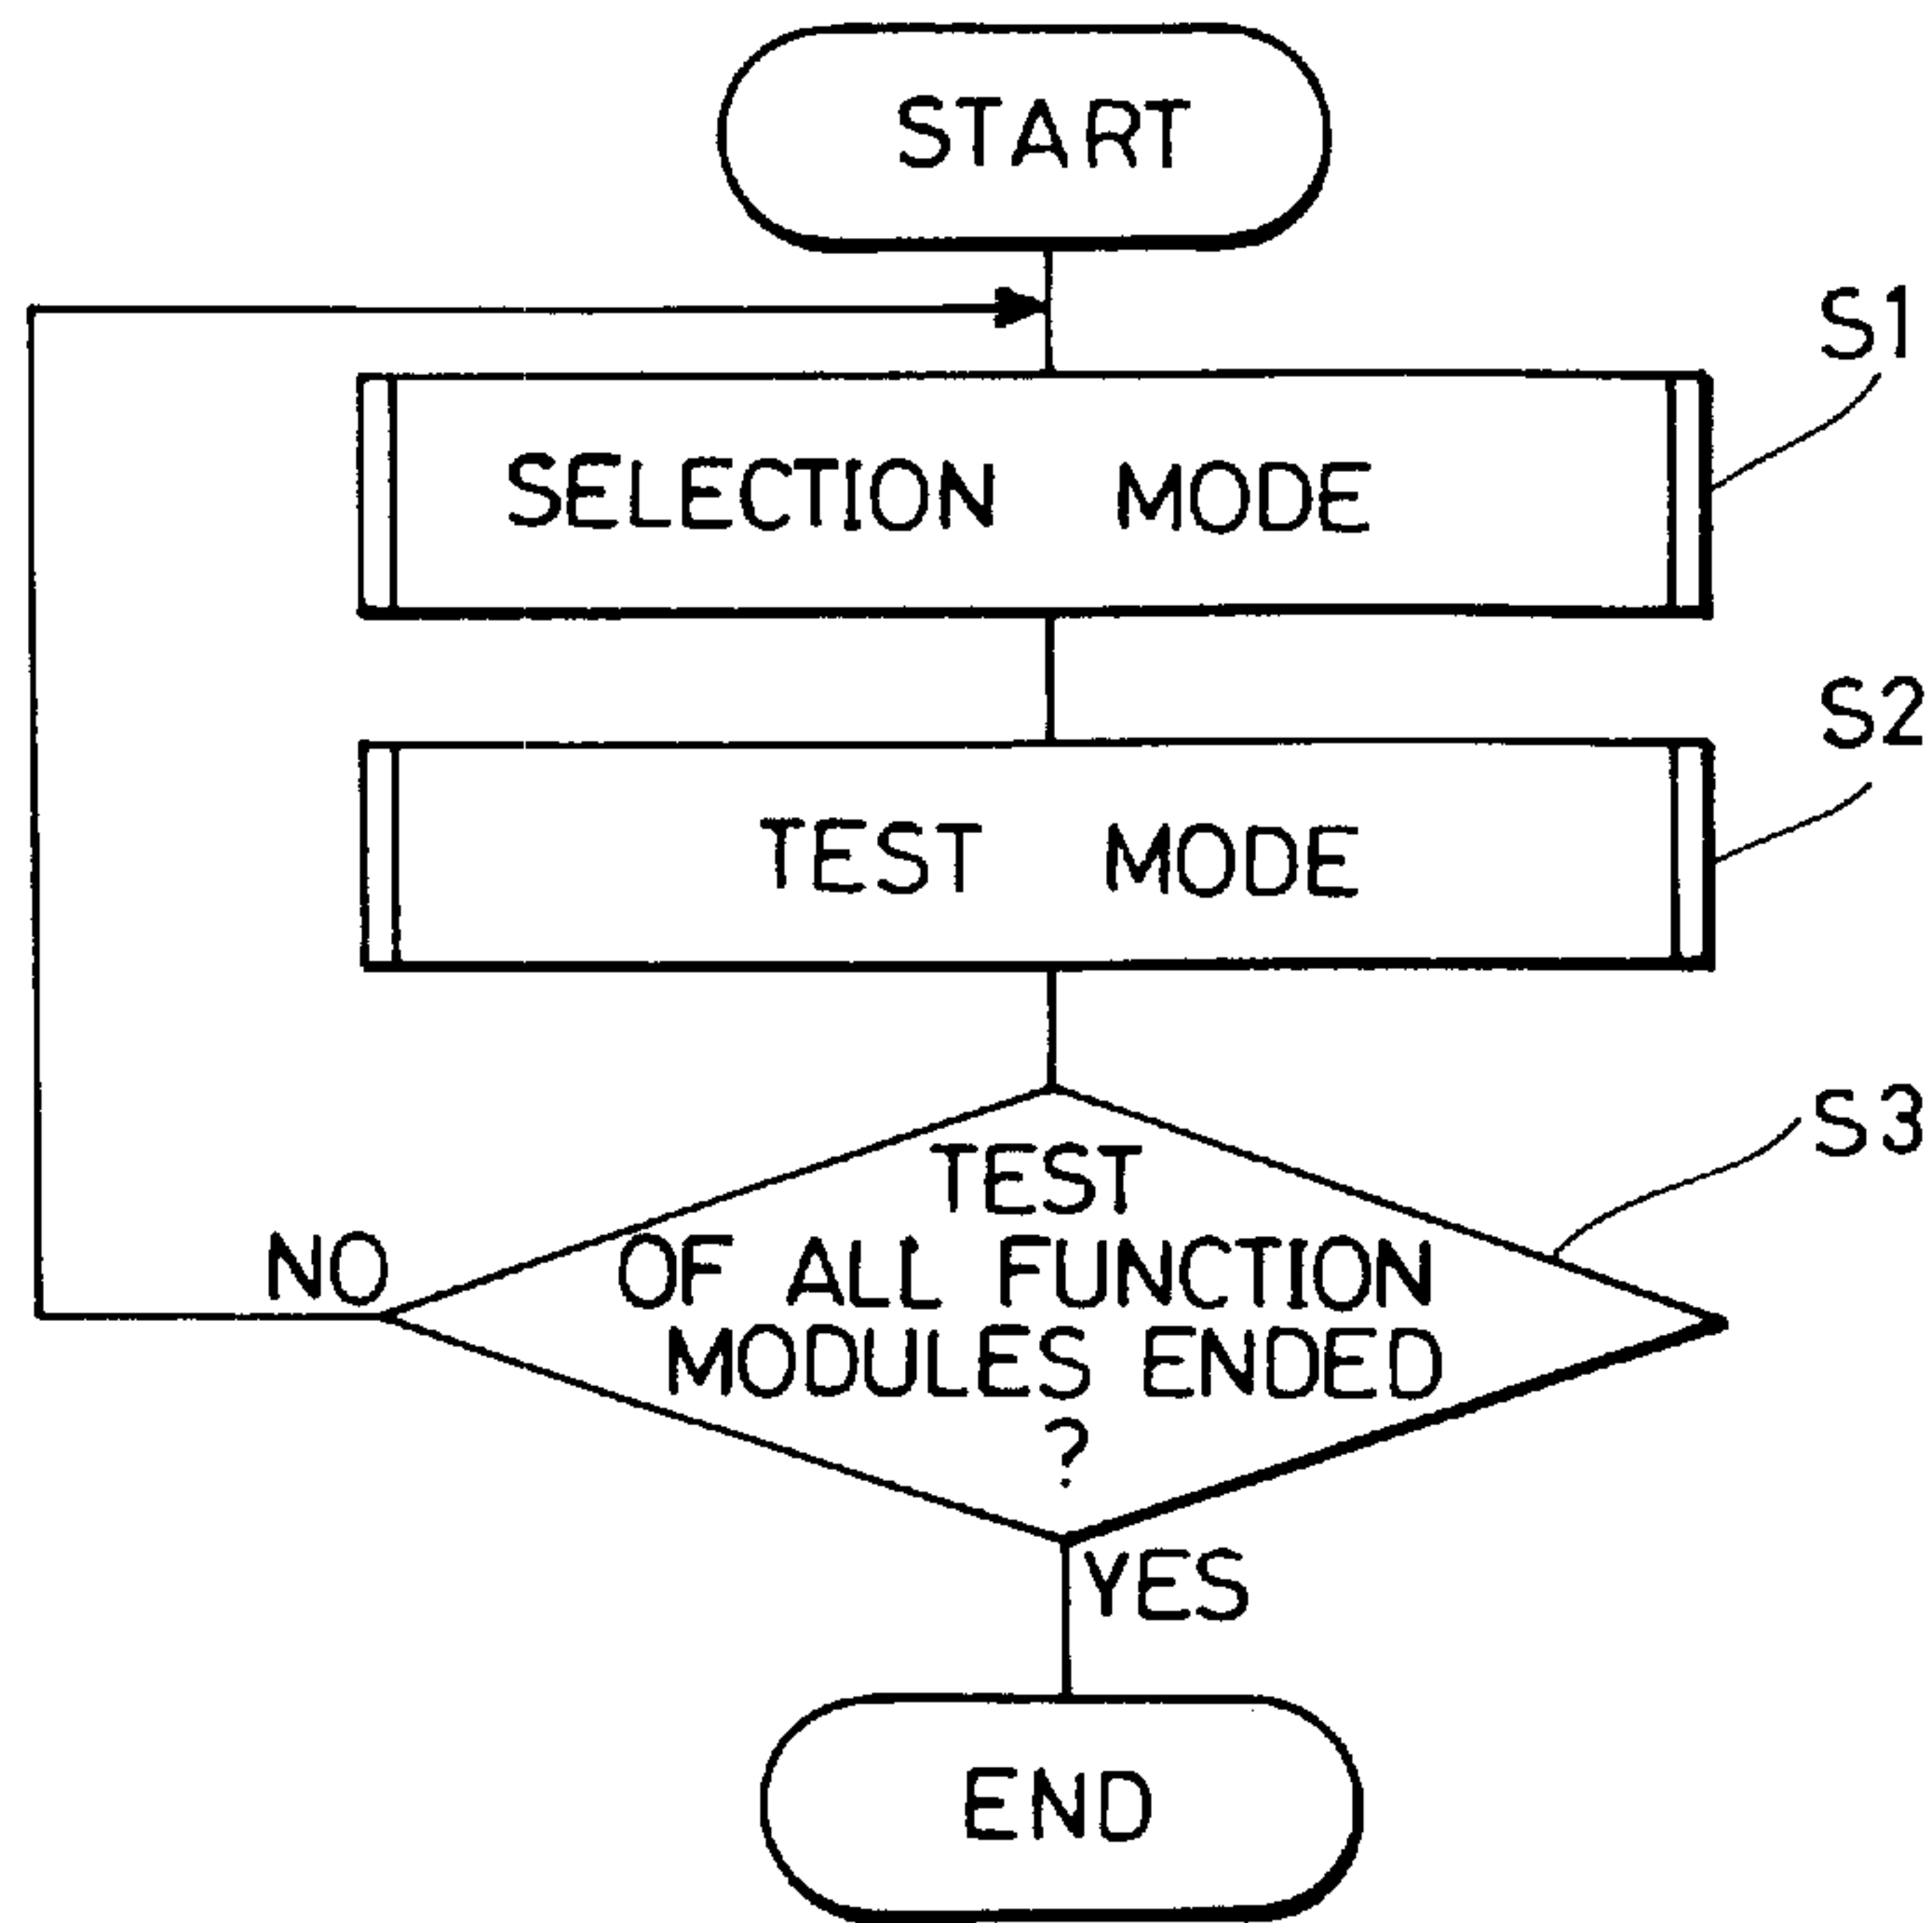 START
S1
SELECTION MODE
S2
TEST MODE
S3
TEST
OF ALL FUNCTION
MODULES ENDED
?
NO
YES
END